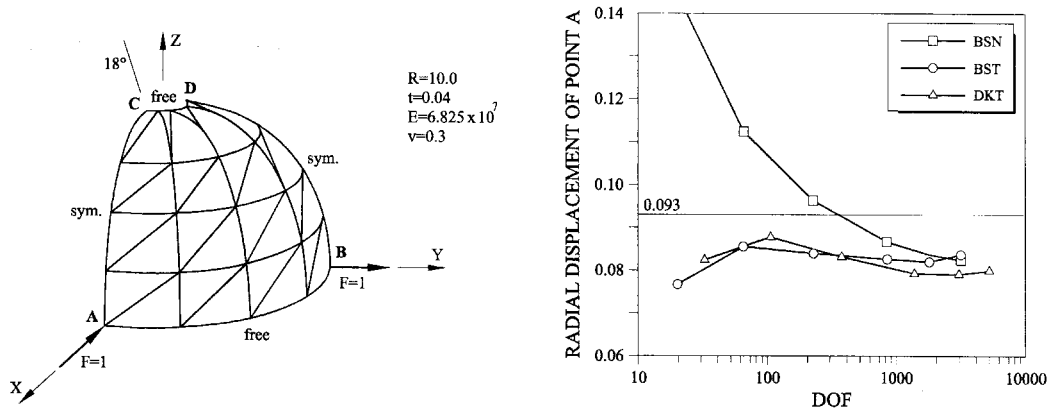 Z
18°
C
free
D
R=10.0
t=0.04
E=6.825 x 10^7
ν=0.3
sym.
sym.
B
Y
F=1
A
free
F=1
X
RADIAL DISPLACEMENT OF POINT A
0.14
0.12
0.10
0.08
0.06
BSN
BST
DKT
0.093
10
100
1000
10000
DOF